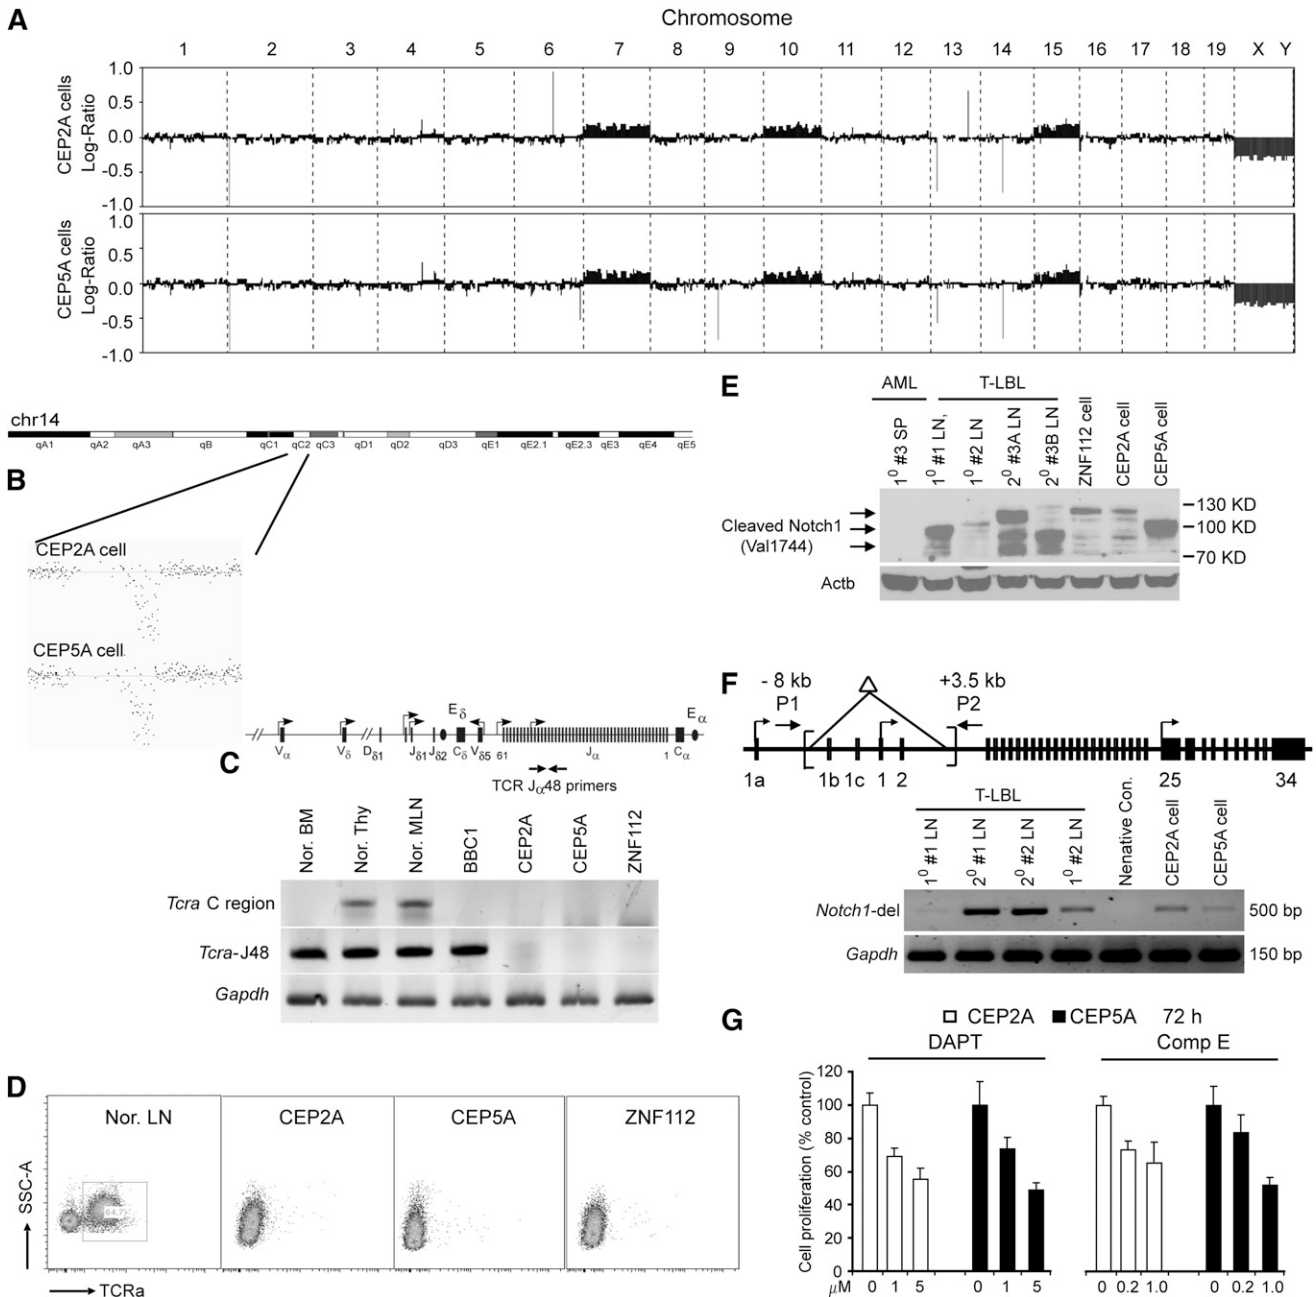 A
Chromosome
1 2 3 4 5 6 7 8 9 10 11 12 13 14 15 16 17 18 19 X Y
CEP2A cells
Log-Ratio
1.0
0.5
0.0
-0.5
-1.0
CEP5A cells
Log-Ratio
1.0
0.5
0.0
-0.5
-1.0
chr14
qA1 qA2 qA3 qB qC1 qC2 qC3 qD1 qD2 qD3 qE1 qE2.1 qE2.3 qE3 qE4 qE5
B
CEP2A cell
CEP5A cell
Eδ Eα
Vα Vδ Dδ1 Jδ1 Jδ2 Cδ Vδ5 61 Jα 1 Cα
TCR Jα48 primers
C
Nor. BM
Nor. Thy
Nor. MLN
BBC1
CEP2A
CEP5A
ZNF112
Tcra C region
Tcra-J48
Gapdh
D
Nor. LN
CEP2A
CEP5A
ZNF112
SSC-A
64.7
TCRa
E
AML T-LBL
1⁰ #3 SP
1⁰ #1 LN,
1⁰ #2 LN
2⁰ #3A LN
2⁰ #3B LN
ZNF112 cell
CEP2A cell
CEP5A cell
Cleaved Notch1
(Val1744)
130 KD
100 KD
70 KD
Actb
F
- 8 kb +3.5 kb
P1 P2
1a 1b 1c 1 2 25 34
T-LBL
1⁰ #1 LN
2⁰ #1 LN
2⁰ #2 LN
1⁰ #2 LN
Nenative Con.
CEP2A cell
CEP5A cell
Notch1-del 500 bp
Gapdh 150 bp
G
CEP2A CEP5A 72 h
DAPT Comp E
Cell proliferation (% control)
120
100
80
60
40
20
0
μM 0 1 5 0 1 5 0 0.2 1.0 0 0.2 1.0